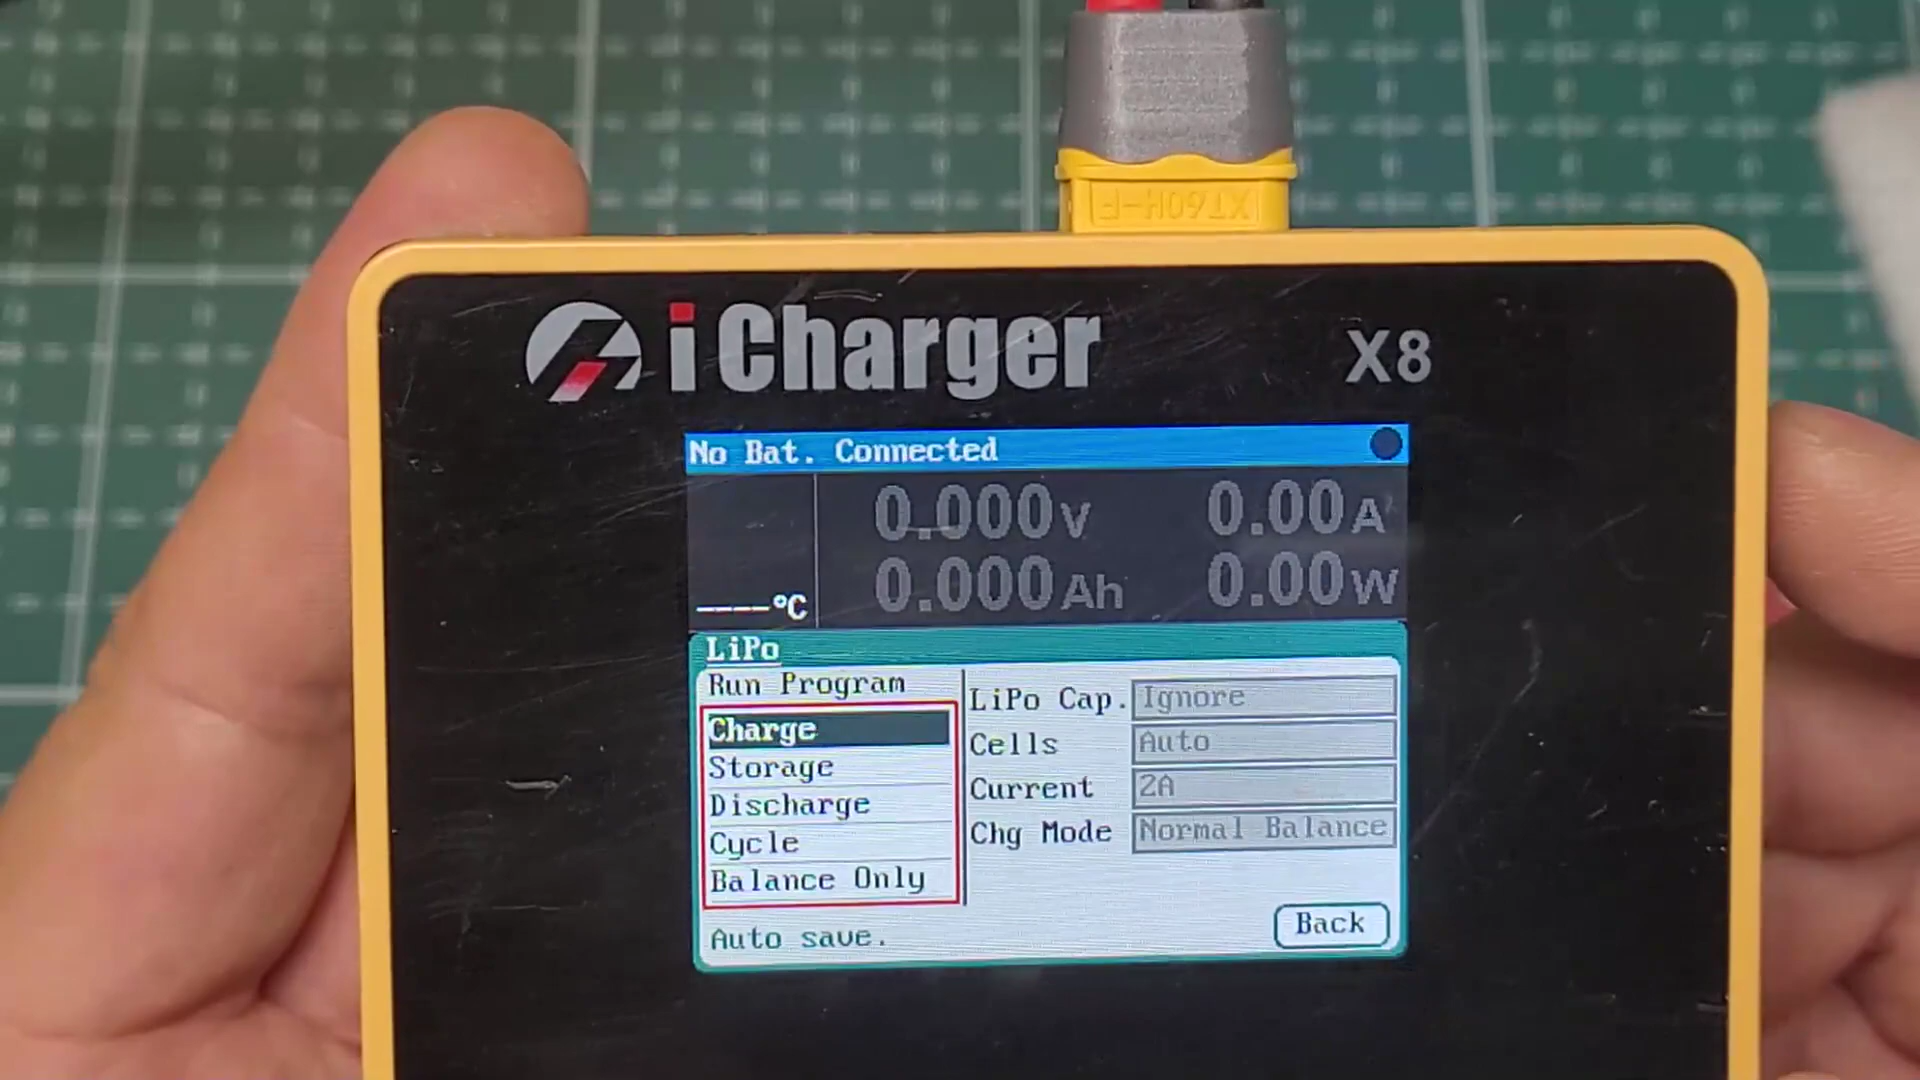 XT60H-F
iCharger X8
No Bat. Connected
0.000V 0.00A
0.000Ah 0.00W
----°C
LiPo
Run Program
Charge
Storage
Discharge
Cycle
Balance Only
LiPo Cap. Ignore
Cells Auto
Current 2A
Chg Mode Normal Balance
Auto save.
Back